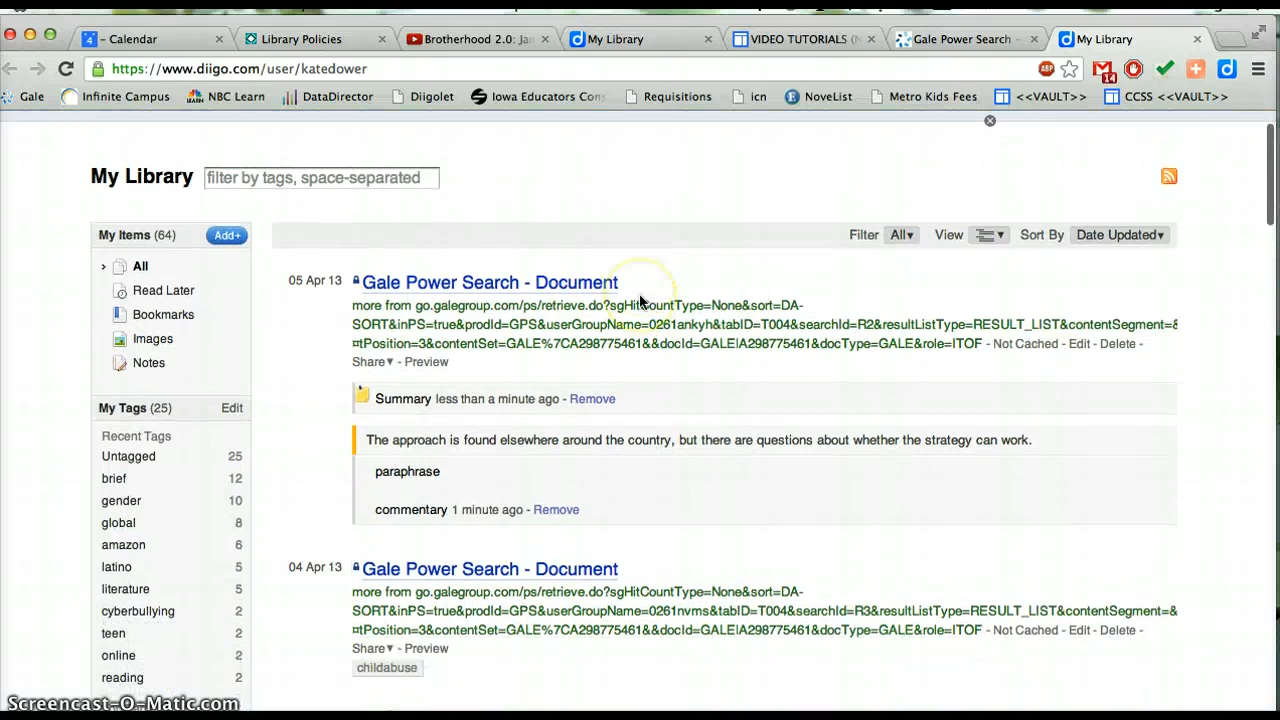 4 - Calendar
Library Policies
Brotherhood 2.0: Ja
My Library
VIDEO TUTORIALS (N
Gale Power Search -
My Library
https://www.diigo.com/user/katedower
ABP
14
Gale
Infinite Campus
NBC Learn
DataDirector
Diigolet
Iowa Educators Con
Requisitions
icn
NoveList
Metro Kids Fees
<<VAULT>>
CCSS <<VAULT>>
My Library
filter by tags, space-separated
My Items (64)
Add+
Filter All▾ View Sort By Date Updated▾
All
Read Later
Bookmarks
Images
Notes
My Tags (25) Edit
Recent Tags
Untagged 25
brief 12
gender 10
global 8
amazon 6
latino 5
literature 5
cyberbullying 2
teen 2
online 2
reading 2
05 Apr 13
Gale Power Search - Document
more from go.galegroup.com/ps/retrieve.do?sgHitCountType=None&sort=DA-
SORT&inPS=true&prodId=GPS&userGroupName=0261ankyh&tabID=T004&searchId=R2&resultListType=RESULT_LIST&contentSegment=&
¤tPosition=3&contentSet=GALE%7CA298775461&&docId=GALE|A298775461&docType=GALE&role=ITOF - Not Cached - Edit - Delete -
Share▾ - Preview
Summary less than a minute ago - Remove
The approach is found elsewhere around the country, but there are questions about whether the strategy can work.
paraphrase
commentary 1 minute ago - Remove
04 Apr 13
Gale Power Search - Document
more from go.galegroup.com/ps/retrieve.do?sgHitCountType=None&sort=DA-
SORT&inPS=true&prodId=GPS&userGroupName=0261nvms&tabID=T004&searchId=R3&resultListType=RESULT_LIST&contentSegment=&
¤tPosition=3&contentSet=GALE%7CA298775461&&docId=GALE|A298775461&docType=GALE&role=ITOF - Not Cached - Edit - Delete -
Share▾ - Preview
childabuse
Screencast-O-Matic.com